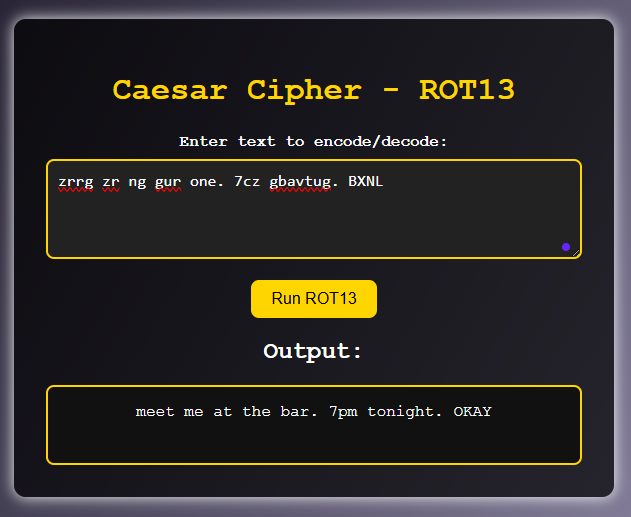 Caesar Cipher - ROT13
Enter text to encode/decode:
zrrg zr ng gur one. 7cz gbavtug. BXNL
Run ROT13
Output:
meet me at the bar. 7pm tonight. OKAY